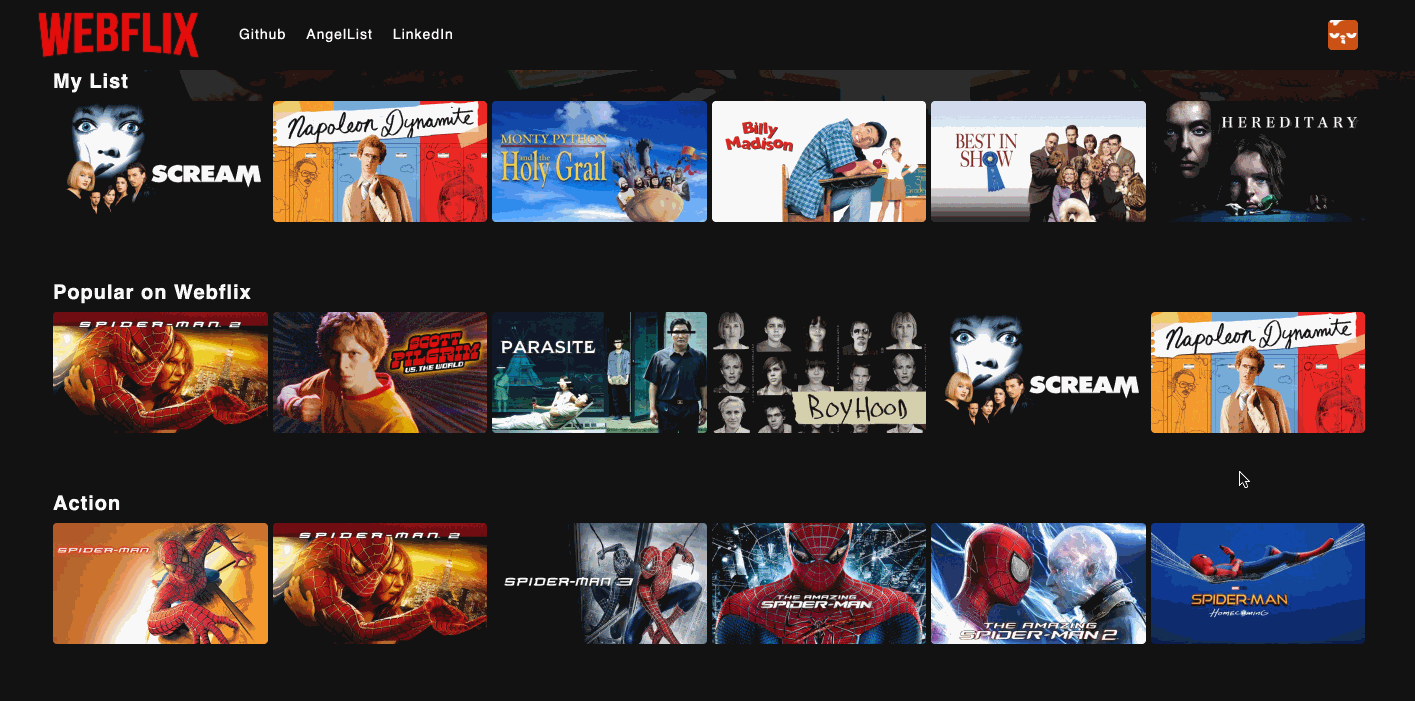 WEBFLIX
Github AngelList LinkedIn
My List
SCREAM
Napoleon Dynamite
MONTY PYTHON
and the
Holy Grail
Billy
Madison
BEST IN
SHOW
HEREDITARY
Popular on Webflix
SPIDER-MAN 2
SCOTT
PILGRIM
VS. THE WORLD
PARASITE
BOYHOOD
SCREAM
Napoleon Dynamite
Action
SPIDER-MAN
SPIDER-MAN 2
SPIDER-MAN 3
THE AMAZING
SPIDER-MAN
THE AMAZING
SPIDER-MAN 2
SPIDER-MAN
HOMECOMING